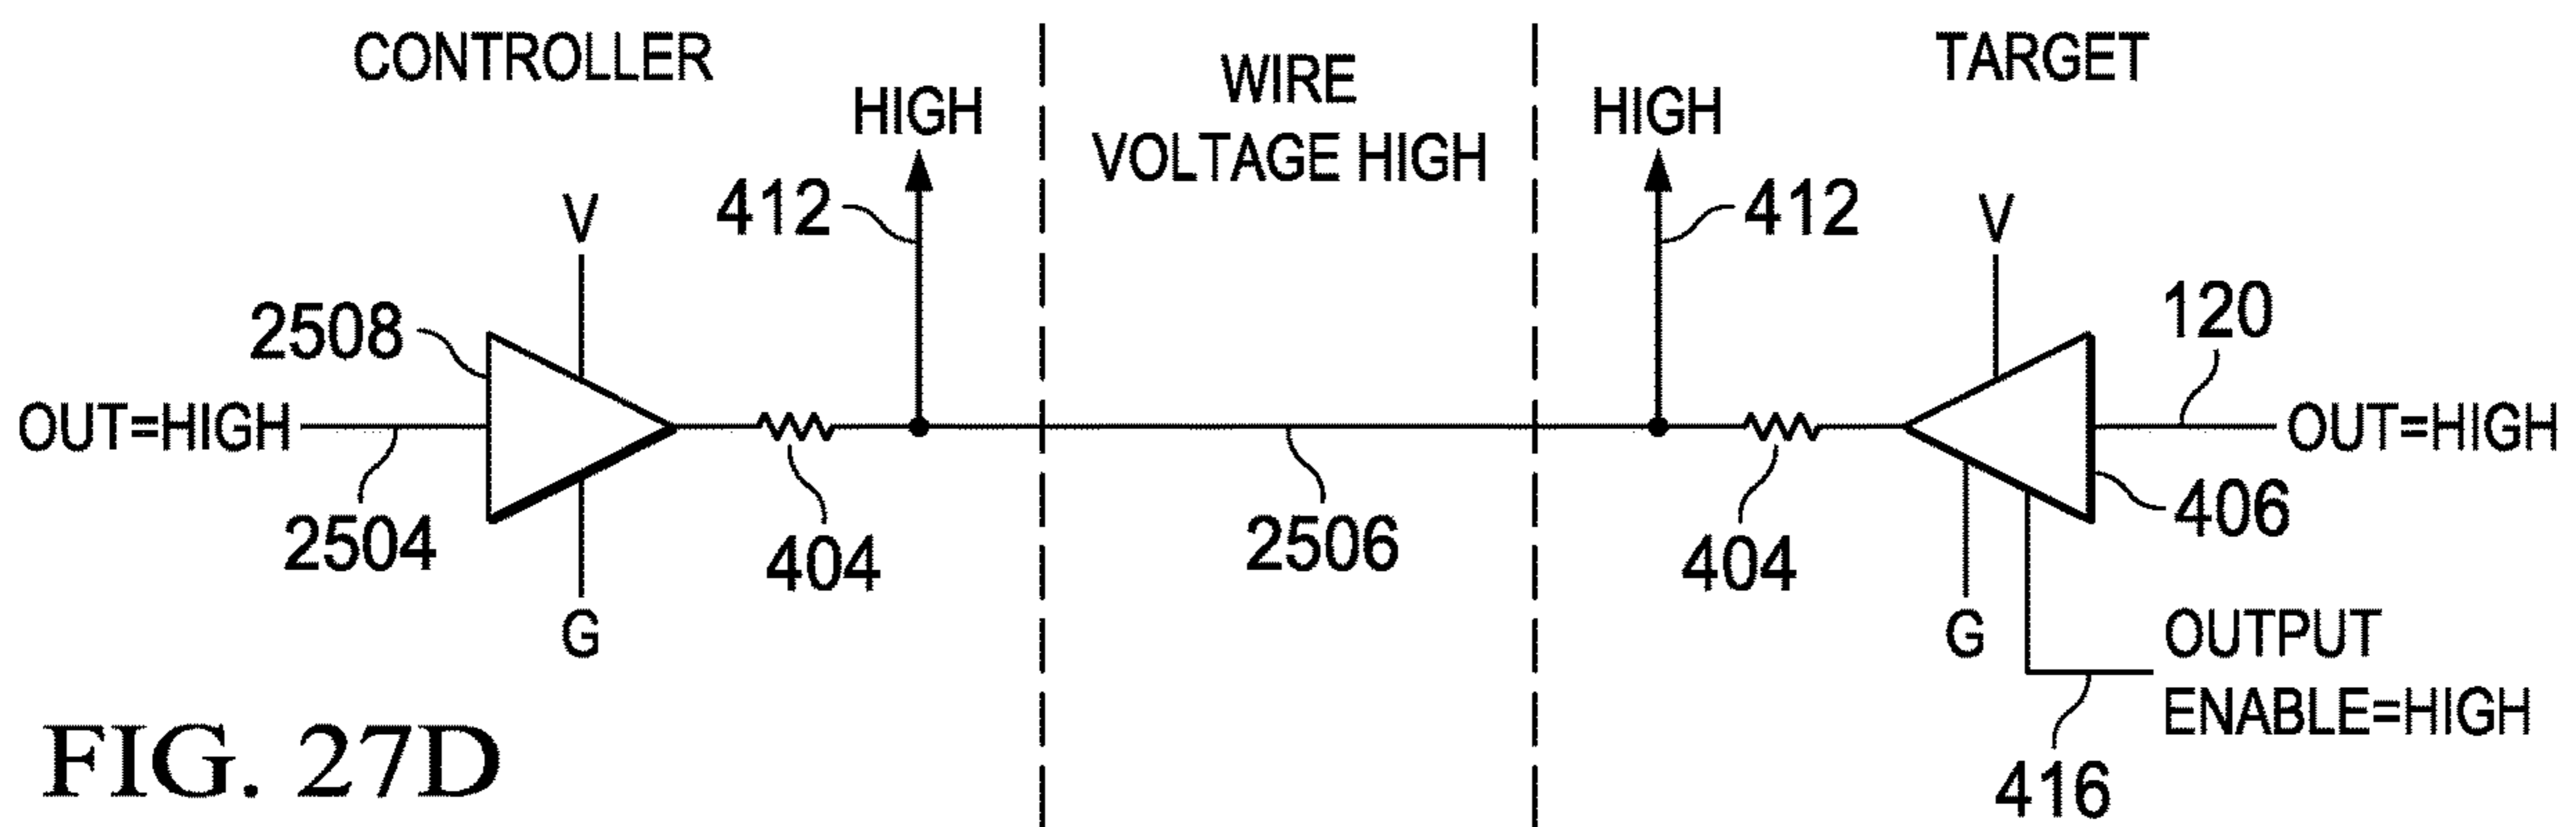 CONTROLLER
WIRE
VOLTAGE HIGH
TARGET
HIGH
HIGH
412
412
V
V
2508
120
OUT=HIGH
OUT=HIGH
2504
404
2506
404
406
G
G
OUTPUT
ENABLE=HIGH
416
FIG. 27D